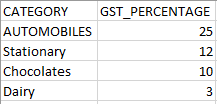 CATEGORY GST_PERCENTAGE
AUTOMOBILES 25
Stationary 12
Chocolates 10
Dairy 3